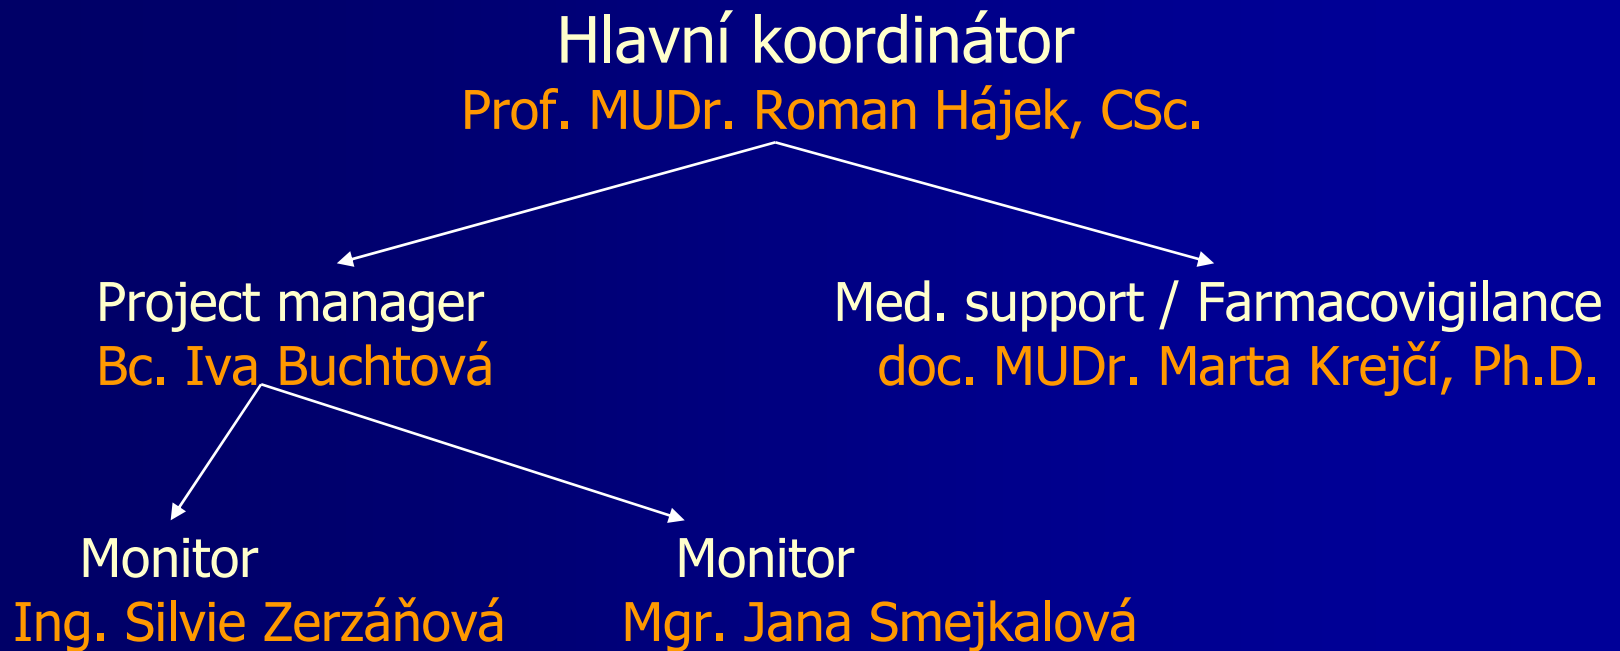 Hlavní koordinátor
Prof. MUDr. Roman Hájek, CSc.
Project manager
Bc. Iva Buchtová
Med. support / Farmacovigilance
doc. MUDr. Marta Krejčí, Ph.D.
Monitor
Ing. Silvie Zerzáňová
Monitor
Mgr. Jana Smejkalová